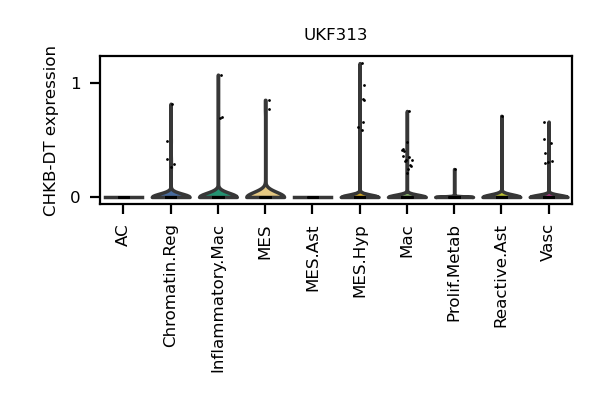 UKF313
CHKB-DT expression
1
0
AC
Chromatin.Reg
Inflammatory.Mac
MES
MES.Ast
MES.Hyp
Mac
Prolif.Metab
Reactive.Ast
Vasc